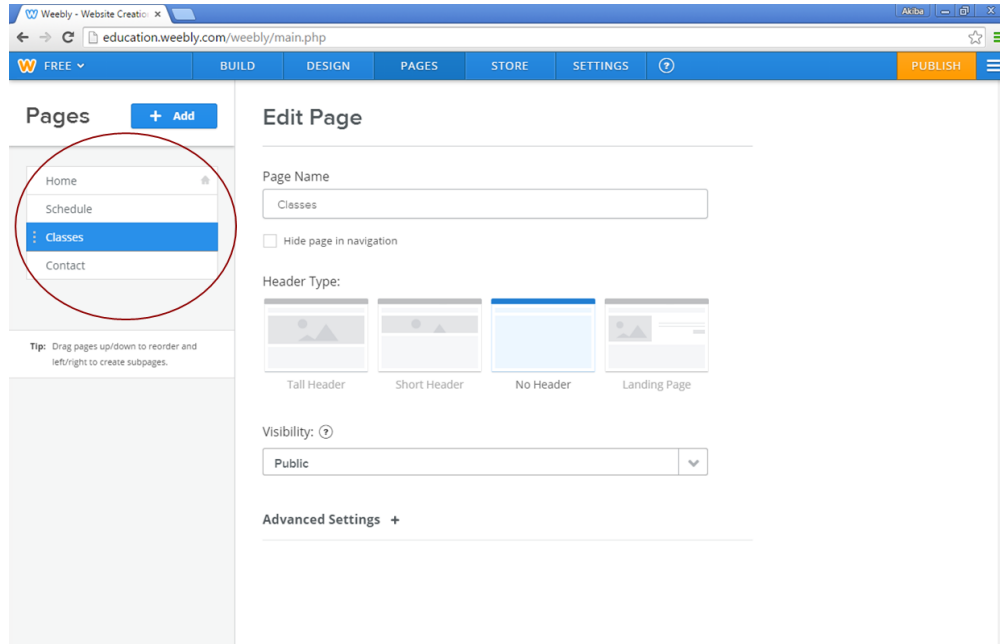 Weebly - Website Creatio
Akiba
education.weebly.com/weebly/main.php
FREE BUILD DESIGN PAGES STORE SETTINGS ? PUBLISH
Pages
+ Add
Home
Schedule
Classes
Contact
Tip: Drag pages up/down to reorder and
left/right to create subpages.
Edit Page
Page Name
Classes
Hide page in navigation
Header Type:
Tall Header Short Header No Header Landing Page
Visibility: ?
Public
Advanced Settings +